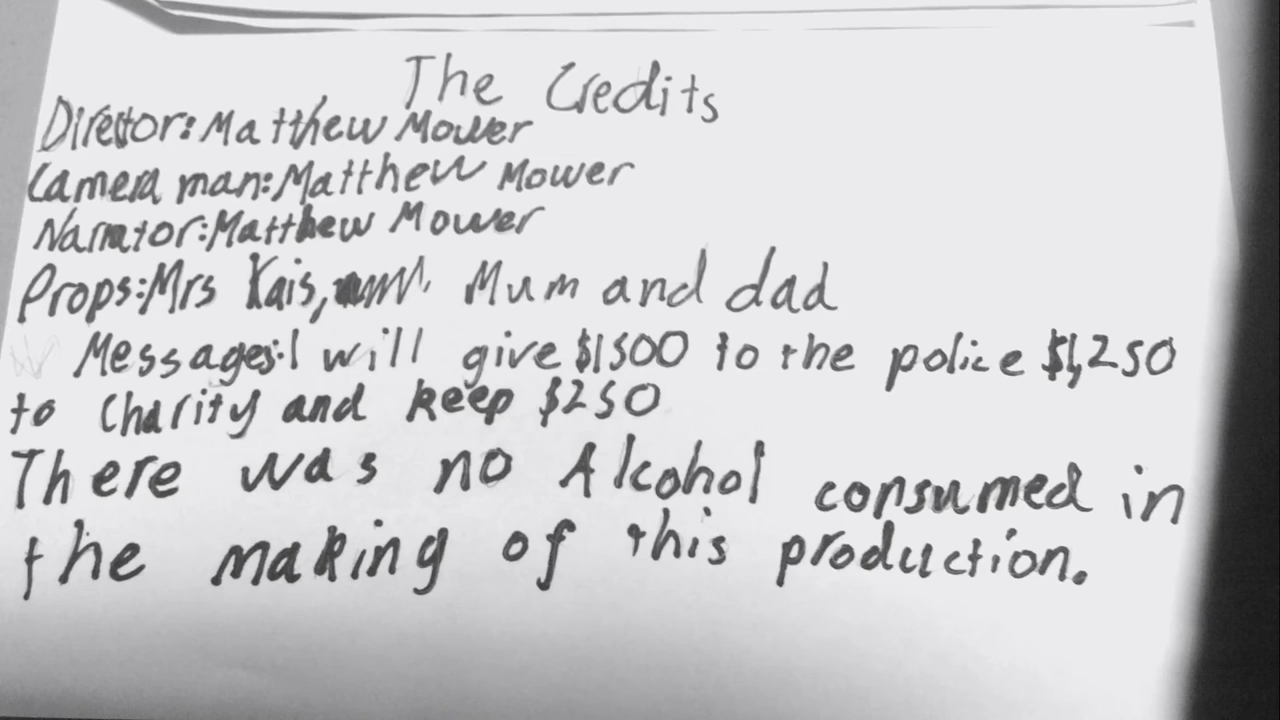 The Credits
Director: Matthew Mower
Camera man: Matthew Mower
Narrator: Matthew Mower
Props: Mrs Kais, Mum and dad
Messages: I will give $1500 to the police $1,250
to Charity and keep $250
There was no Alcohol consumed in
the making of this production.